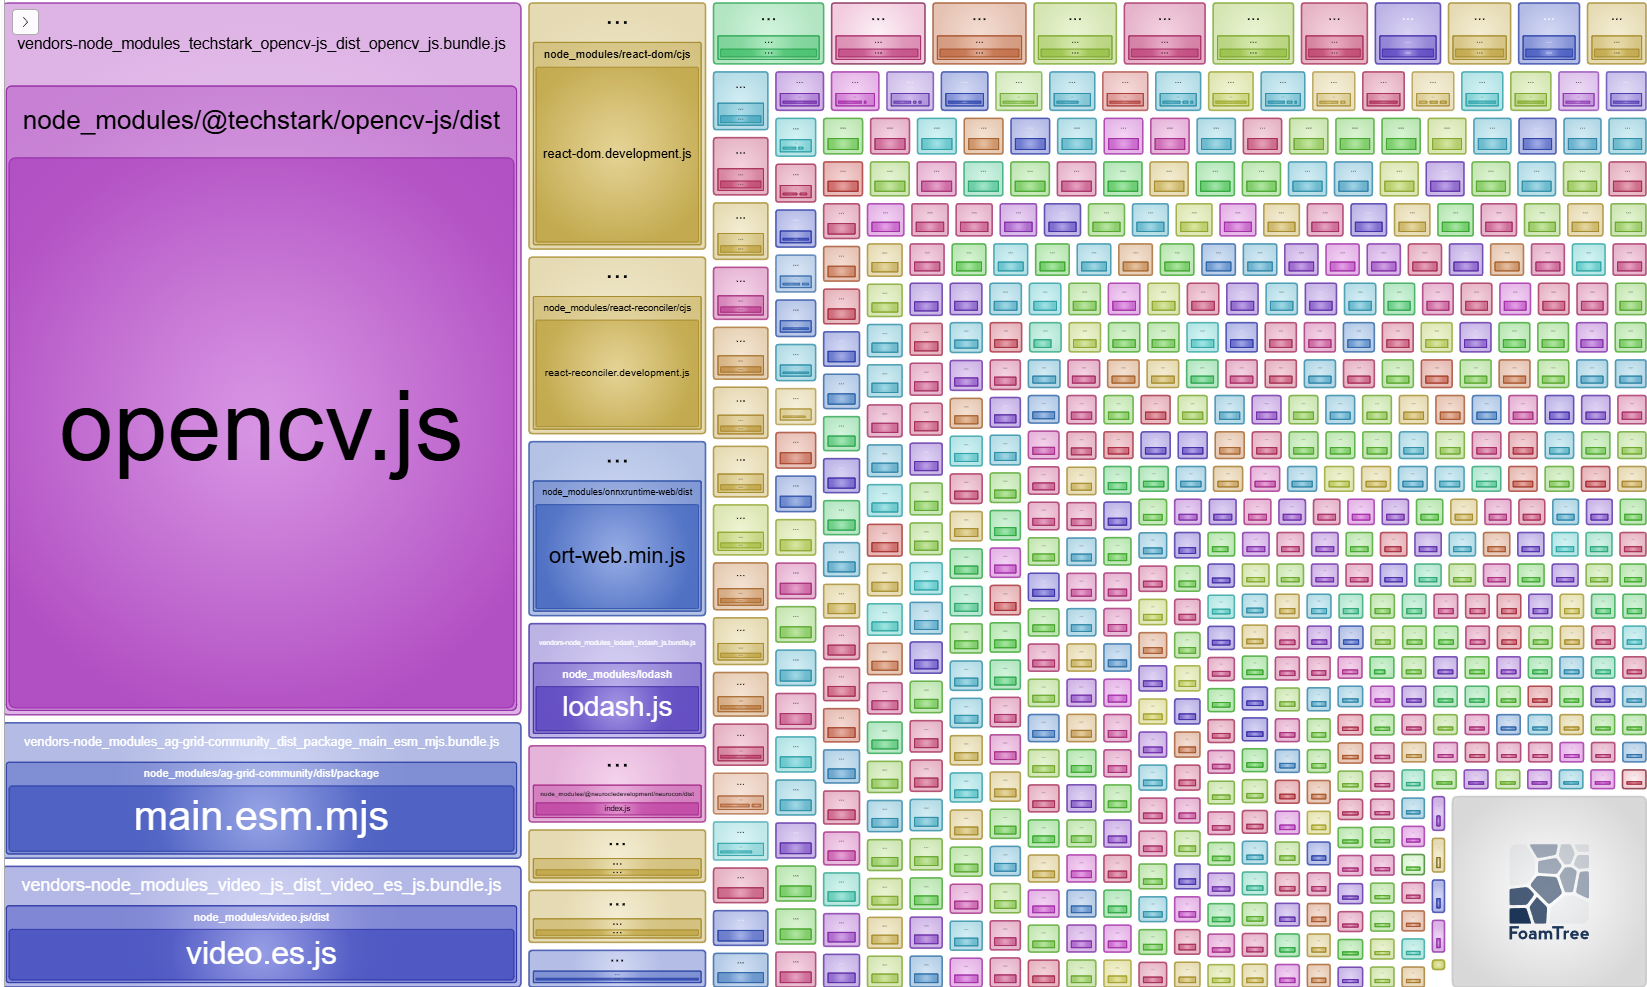 vendors-node_modules_techstark_opencv-js_dist_opencv_js.bundle.js
node_modules/@techstark/opencv-js/dist
opencv.js
vendors-node_modules_ag-grid-community_dist_package_main_esm_mjs.bundle.js
node_modules/ag-grid-community/dist/package
main.esm.mjs
vendors-node_modules_video_js_dist_video_es_js.bundle.js
node_modules/video.js/dist
video.es.js
...
node_modules/react-dom/cjs
react-dom.development.js
...
node_modules/react-reconciler/cjs
react-reconciler.development.js
...
node_modules/onnxruntime-web/dist
ort-web.min.js
vendors-node_modules_lodash_lodash_js.bundle.js
node_modules/lodash
lodash.js
...
node_modules/@neurocledevelopment/neurocon/dist
index.js
...
...
...
FoamTree